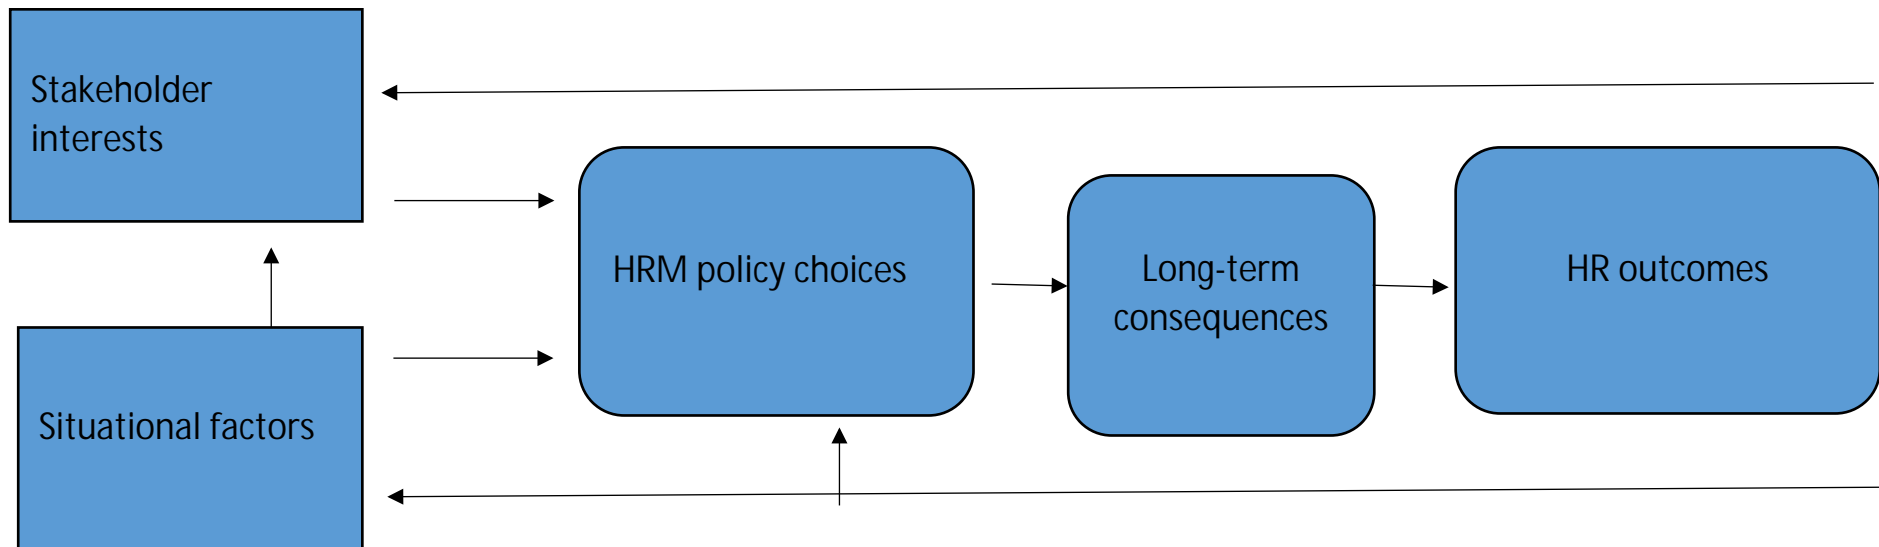 Stakeholder
interests
HRM policy choices
Long-term
consequences
HR outcomes
Situational factors